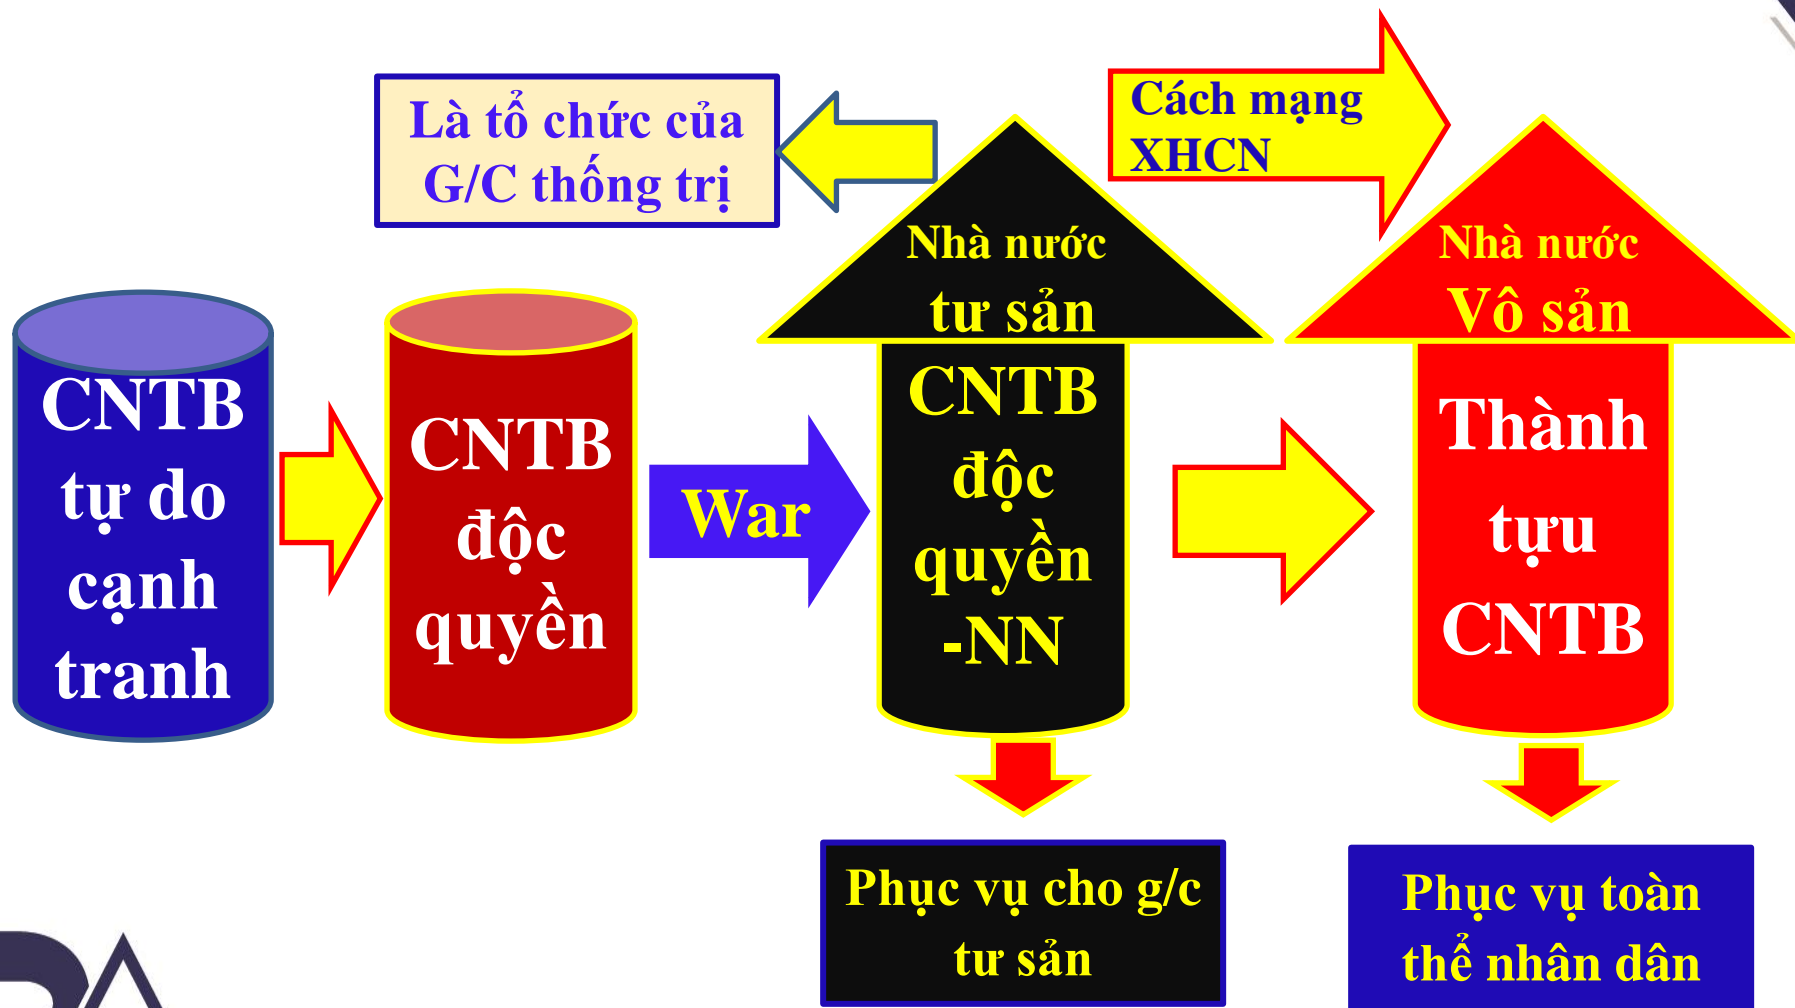 Là tổ chức của
G/C thống trị
Cách mạng
XHCN
CNTB
tự do
cạnh
tranh
CNTB
độc
quyền
War
Nhà nước
tư sản
CNTB
độc
quyền
-NN
Nhà nước
Vô sản
Thành
tựu
CNTB
Phục vụ cho g/c
tư sản
Phục vụ toàn
thể nhân dân